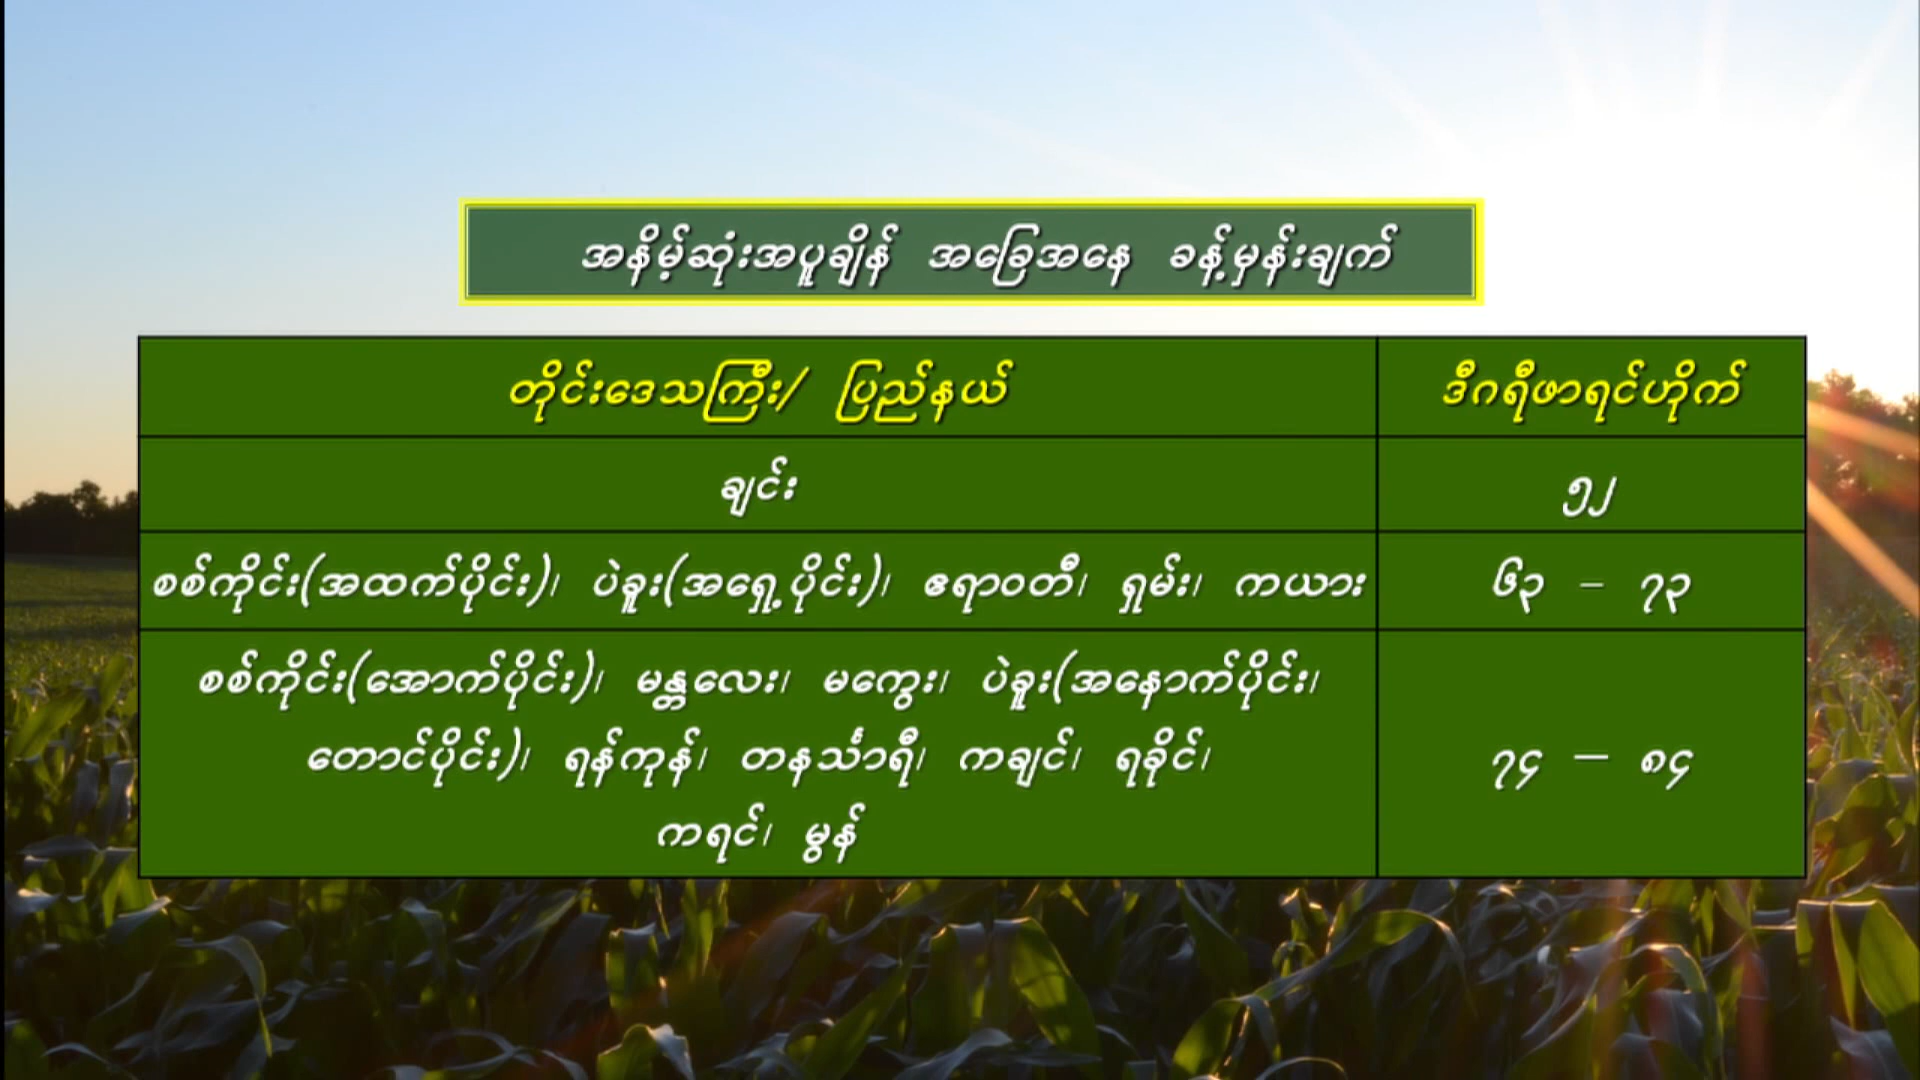 အနိမ့်ဆုံးအပူချိန် အခြေအနေ ခန့်မှန်းချက်
တိုင်းဒေသကြီး/ ပြည်နယ် ဒီဂရီဖာရင်ဟိုက်
ချင်း ၅၂
စစ်ကိုင်း(အထက်ပိုင်း)၊ ပဲခူး(အရှေ့ပိုင်း)၊ ဧရာဝတီ၊ ရှမ်း၊ ကယား ၆၃ – ၇၃
စစ်ကိုင်း(အောက်ပိုင်း)၊ မန္တလေး၊ မကွေး၊ ပဲခူး(အနောက်ပိုင်း၊
တောင်ပိုင်း)၊ ရန်ကုန်၊ တနင်္သာရီ၊ ကချင်၊ ရခိုင်၊ ၇၄ – ၈၄
ကရင်၊ မွန်